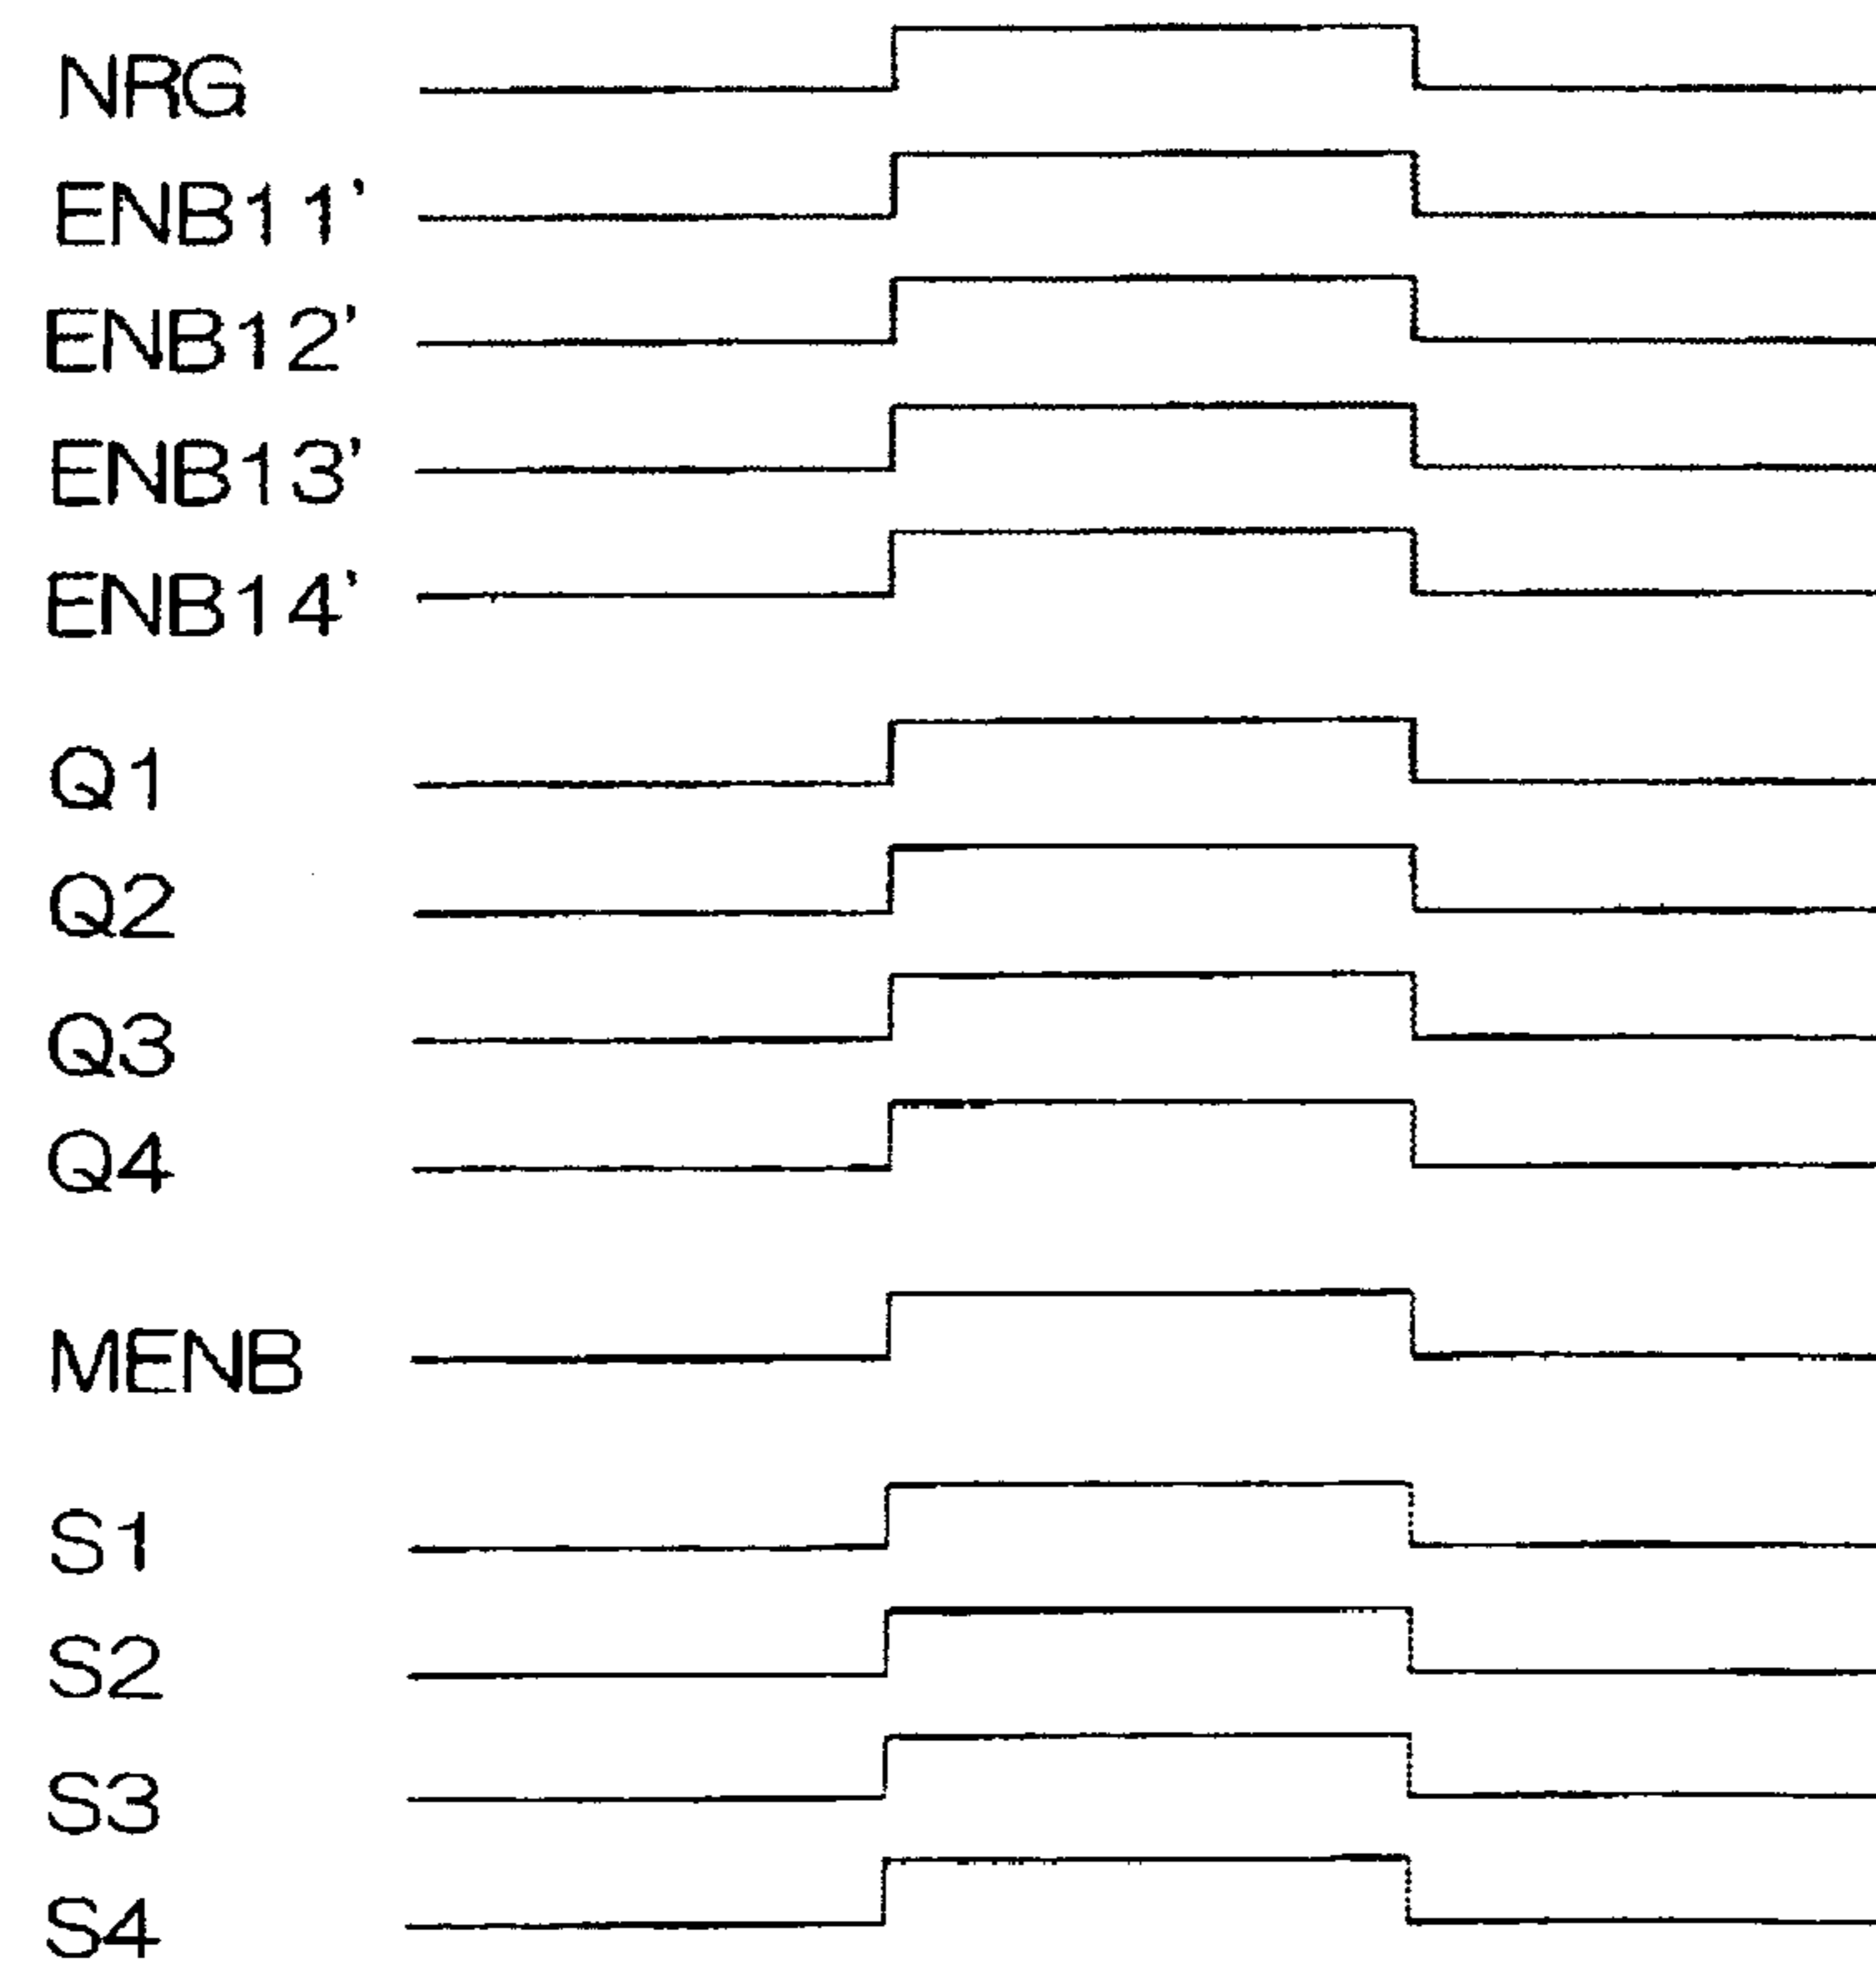 NRG
ENB11'
ENB12'
ENB13'
ENB14'
Q1
Q2
Q3
Q4
MENB
S1
S2
S3
S4